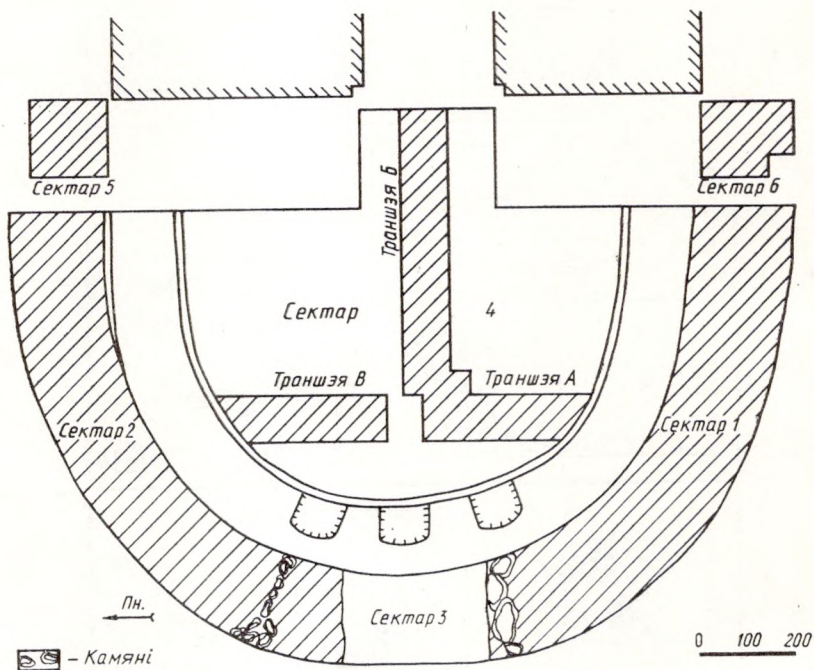 Сектар 5
Сектар 6
Траншэя Б
Сектар 4
Траншэя В
Траншэя А
Сектар 2
Сектар 1
Сектар 3
Пн.
– Камяні
0 100 200